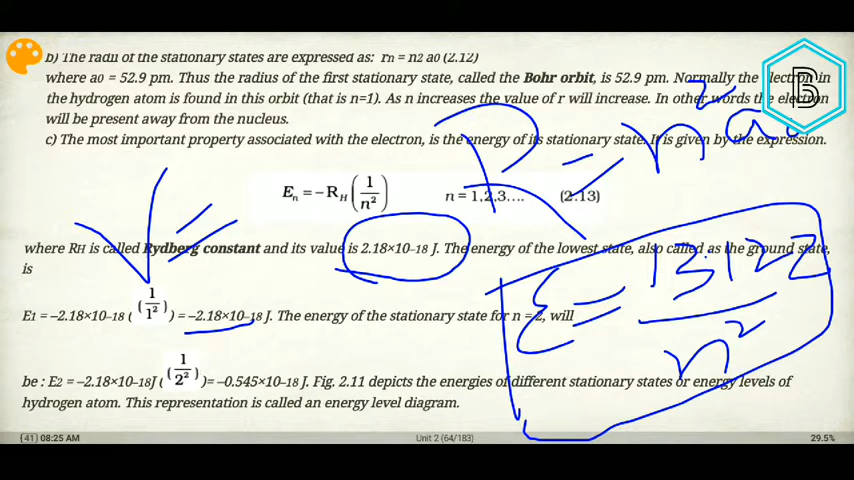 b) The radii of the stationary states are expressed as: rn = n2 a0 (2.12)
where a0 = 52.9 pm. Thus the radius of the first stationary state, called the Bohr orbit, is 52.9 pm. Normally the electron in
the hydrogen atom is found in this orbit (that is n=1). As n increases the value of r will increase. In other words the electron
will be present away from the nucleus.
c) The most important property associated with the electron, is the energy of its stationary state. It is given by the expression.
R = n² a0
Eₙ = −R_H (1/n²) n = 1,2,3.... (2.13)
where RH is called Rydberg constant and its value is 2.18×10–18 J. The energy of the lowest state, also called as the ground state,
is
V =
E1 = –2.18×10–18 (1/1²) = –2.18×10–18 J. The energy of the stationary state for n = 2, will
be : E2 = –2.18×10–18J (1/2²)= –0.545×10–18 J. Fig. 2.11 depicts the energies of different stationary states or energy levels of
hydrogen atom. This representation is called an energy level diagram.
B
{41} 08:25 AM
Unit 2 (64/183)
29.5%